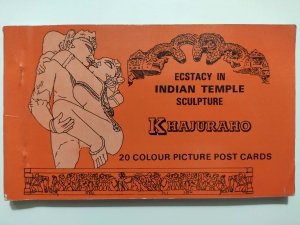 ECSTACY IN
INDIAN TEMPLE
SCULPTURE
KHAJURAHO
20 COLOUR PICTURE POST CARDS